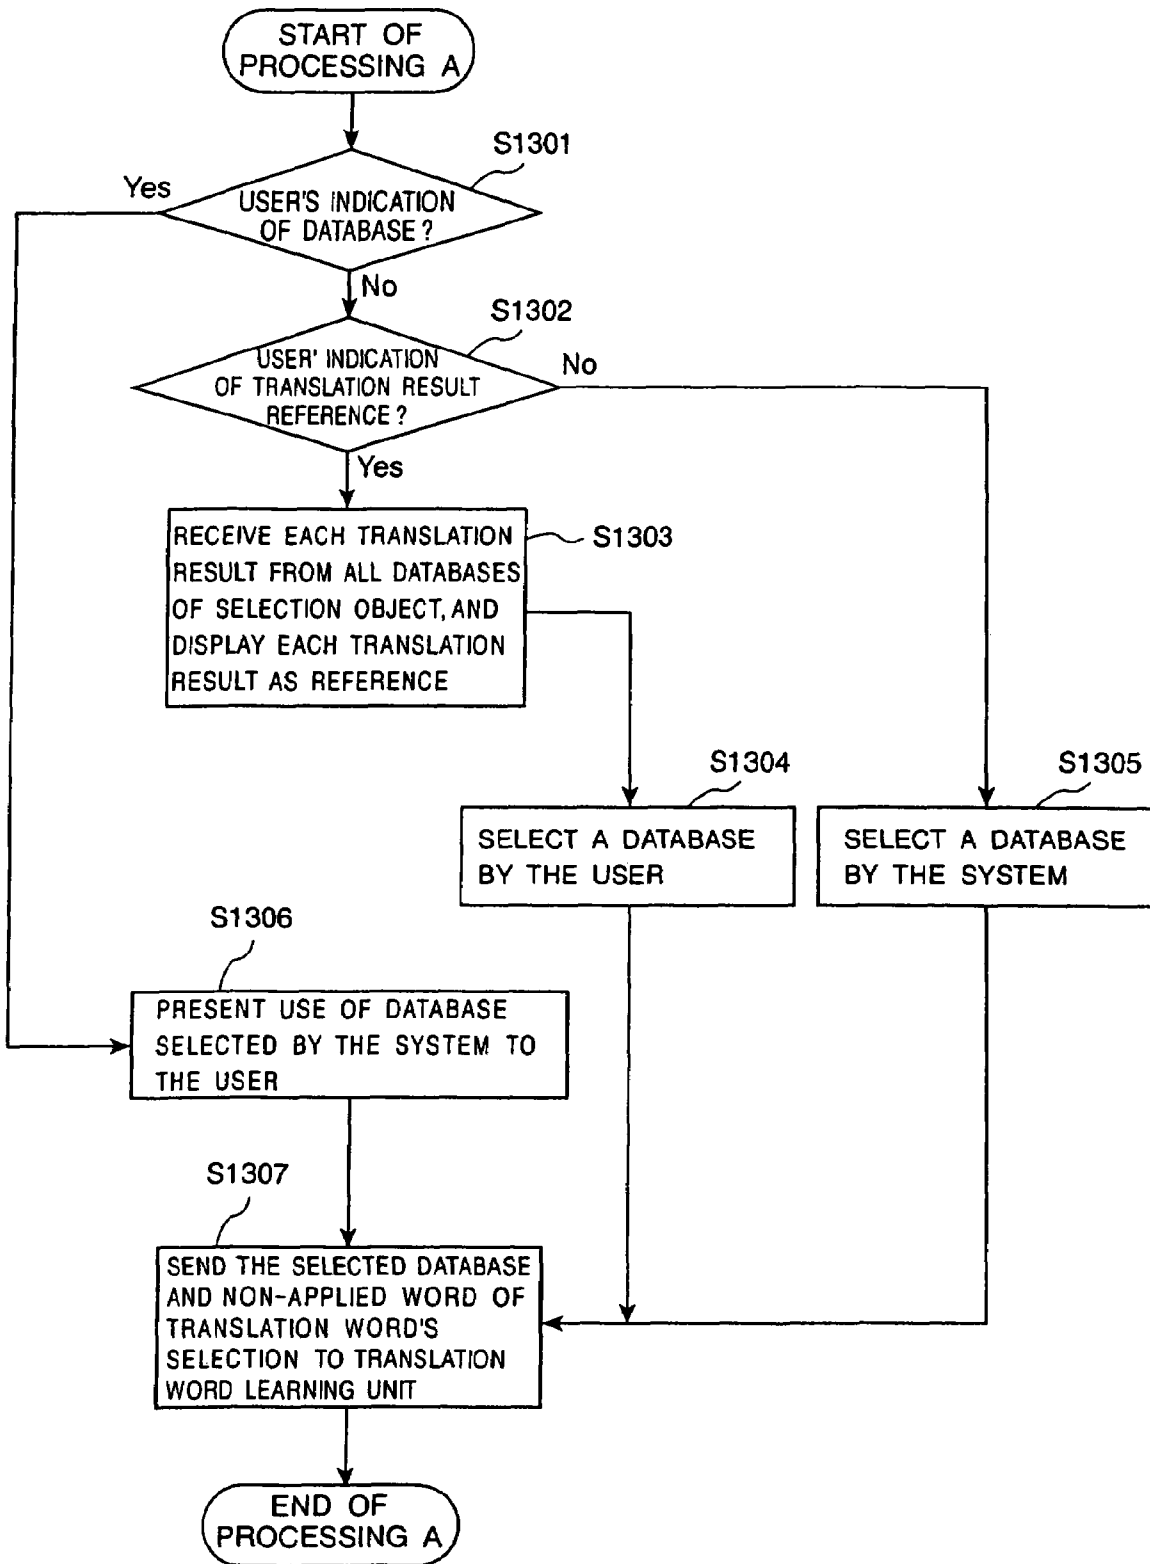 START OF
PROCESSING A
S1301
Yes
USER'S INDICATION
OF DATABASE?
No
S1302
USER' INDICATION
OF TRANSLATION RESULT
REFERENCE?
No
Yes
RECEIVE EACH TRANSLATION
RESULT FROM ALL DATABASES
OF SELECTION OBJECT, AND
DISPLAY EACH TRANSLATION
RESULT AS REFERENCE
S1303
S1304
S1305
SELECT A DATABASE
BY THE USER
SELECT A DATABASE
BY THE SYSTEM
S1306
PRESENT USE OF DATABASE
SELECTED BY THE SYSTEM TO
THE USER
S1307
SEND THE SELECTED DATABASE
AND NON-APPLIED WORD OF
TRANSLATION WORD'S
SELECTION TO TRANSLATION
WORD LEARNING UNIT
END OF
PROCESSING A